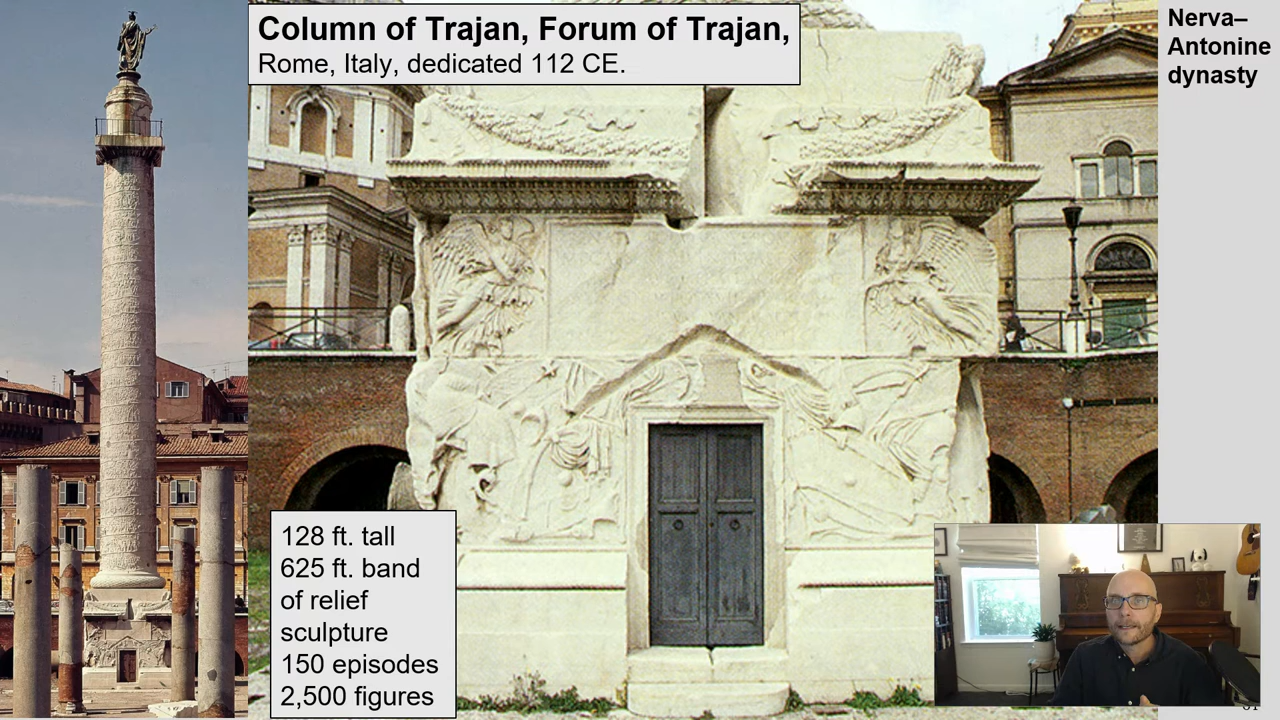 Column of Trajan, Forum of Trajan,
Rome, Italy, dedicated 112 CE.
Nerva–
Antonine
dynasty
128 ft. tall
625 ft. band
of relief
sculpture
150 episodes
2,500 figures